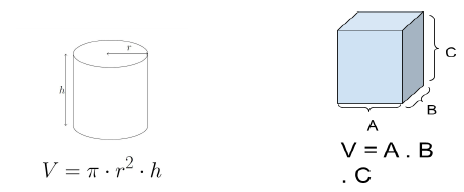 r
h
V = π · r² · h
C
B
A
V = A . B
. C